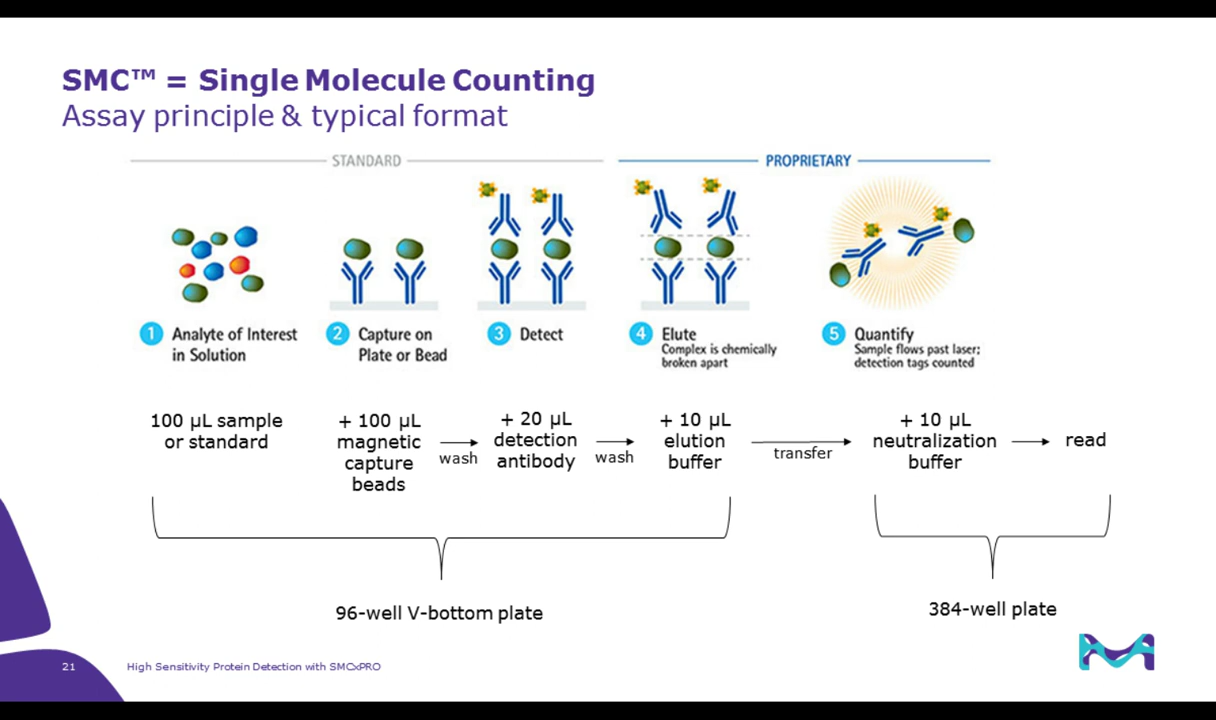 SMC™ = Single Molecule Counting
Assay principle & typical format
STANDARD
PROPRIETARY
1 Analyte of Interest
in Solution
2 Capture on
Plate or Bead
3 Detect
4 Elute
Complex is chemically
broken apart
5 Quantify
Sample flows past laser;
detection tags counted
100 µL sample
or standard
+ 100 µL
magnetic
capture
beads
wash
+ 20 µL
detection
antibody
wash
+ 10 µL
elution
buffer
transfer
+ 10 µL
neutralization
buffer
read
96-well V-bottom plate
384-well plate
21
High Sensitivity Protein Detection with SMCxPRO